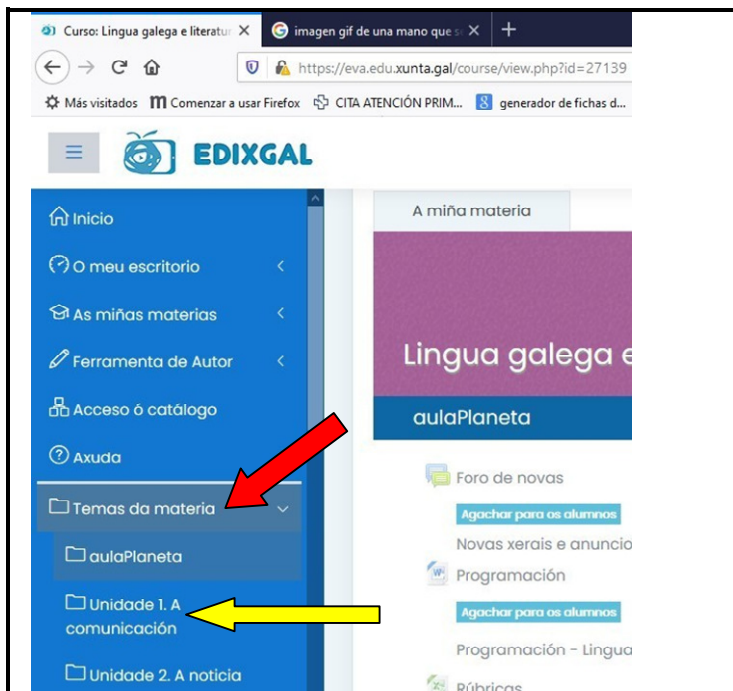 Curso: Lingua galega e literatur
imagen gif de una mano que s
https://eva.edu.xunta.gal/course/view.php?id=27139
Más visitados
Comenzar a usar Firefox
CITA ATENCIÓN PRIM...
generador de fichas d...
EDIXGAL
Inicio
O meu escritorio
As miñas materias
Ferramenta de Autor
Acceso ó catálogo
Axuda
Temas da materia
aulaPlaneta
Unidade 1. A
comunicación
Unidade 2. A noticia
A miña materia
Lingua galega e
aulaPlaneta
Foro de novas
Agachar para os alumnos
Novas xerais e anuncio
Programación
Agachar para os alumnos
Programación - Lingua
Rúbricas